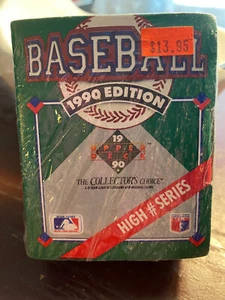 BASEBALL
$13.95
1990 EDITION
19
UPPER DECK
90
THE COLLECTOR'S CHOICE
HIGH # SERIES